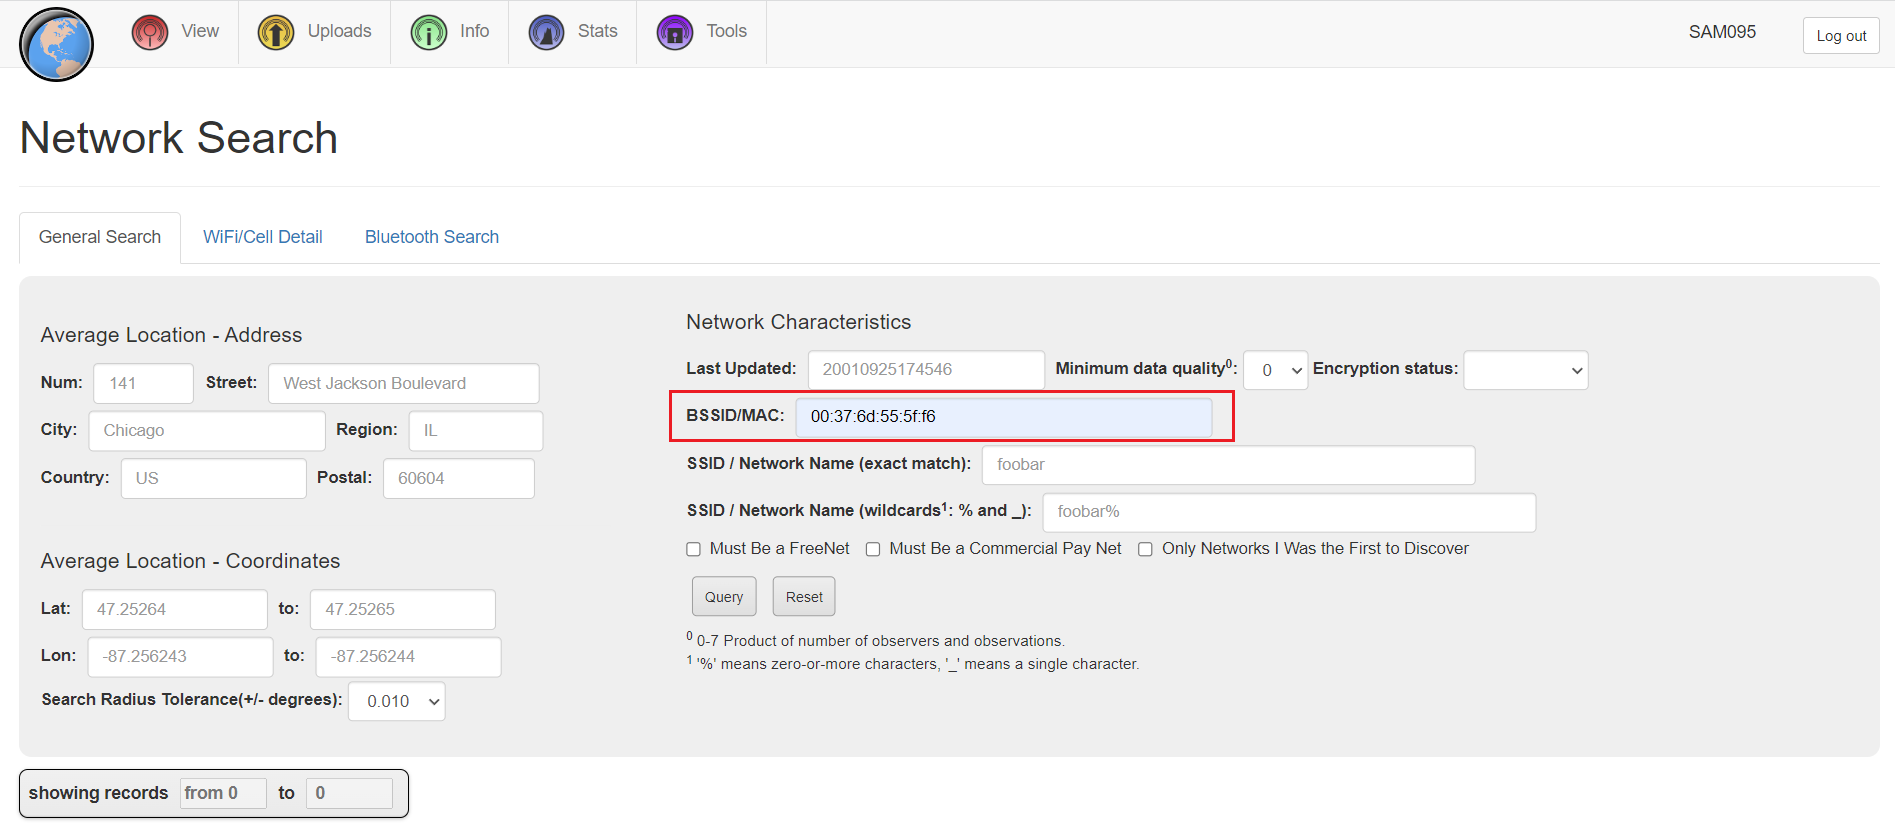 View Uploads Info Stats Tools SAM095 Log out
Network Search
General Search WiFi/Cell Detail Bluetooth Search
Average Location - Address
Num: 141 Street: West Jackson Boulevard
City: Chicago Region: IL
Country: US Postal: 60604
Average Location - Coordinates
Lat: 47.25264 to: 47.25265
Lon: -87.256243 to: -87.256244
Search Radius Tolerance(+/- degrees): 0.010
Network Characteristics
Last Updated: 20010925174546 Minimum data quality⁰: 0 Encryption status:
BSSID/MAC: 00:37:6d:55:5f:f6
SSID / Network Name (exact match): foobar
SSID / Network Name (wildcards¹: % and _): foobar%
Must Be a FreeNet Must Be a Commercial Pay Net Only Networks I Was the First to Discover
Query Reset
⁰ 0-7 Product of number of observers and observations.
¹ '%' means zero-or-more characters, '_' means a single character.
showing records from 0 to 0